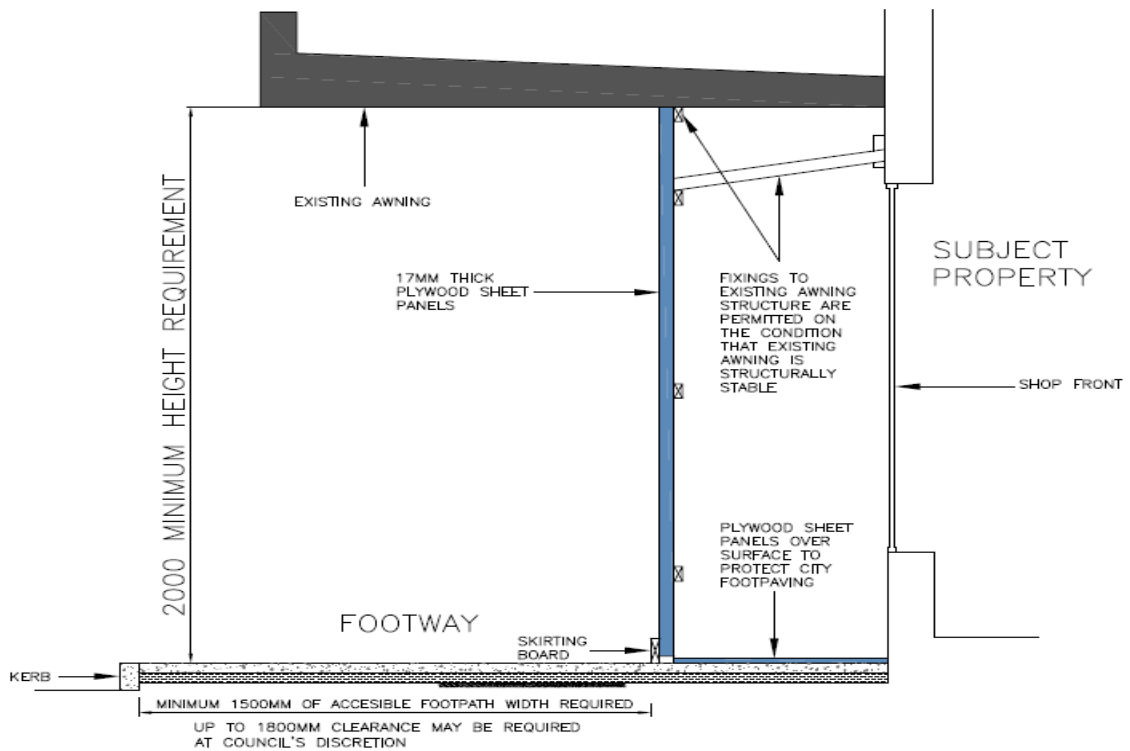 2000 MINIMUM HEIGHT REQUIREMENT
EXISTING AWNING
17MM THICK
PLYWOOD SHEET
PANELS
FIXINGS TO
EXISTING AWNING
STRUCTURE ARE
PERMITTED ON
THE CONDITION
THAT EXISTING
AWNING IS
STRUCTURALLY
STABLE
SUBJECT
PROPERTY
SHOP FRONT
PLYWOOD SHEET
PANELS OVER
SURFACE TO
PROTECT CITY
FOOTPAVING
FOOTWAY
SKIRTING
BOARD
KERB
MINIMUM 1500MM OF ACCESIBLE FOOTPATH WIDTH REQUIRED
UP TO 1800MM CLEARANCE MAY BE REQUIRED
AT COUNCIL'S DISCRETION